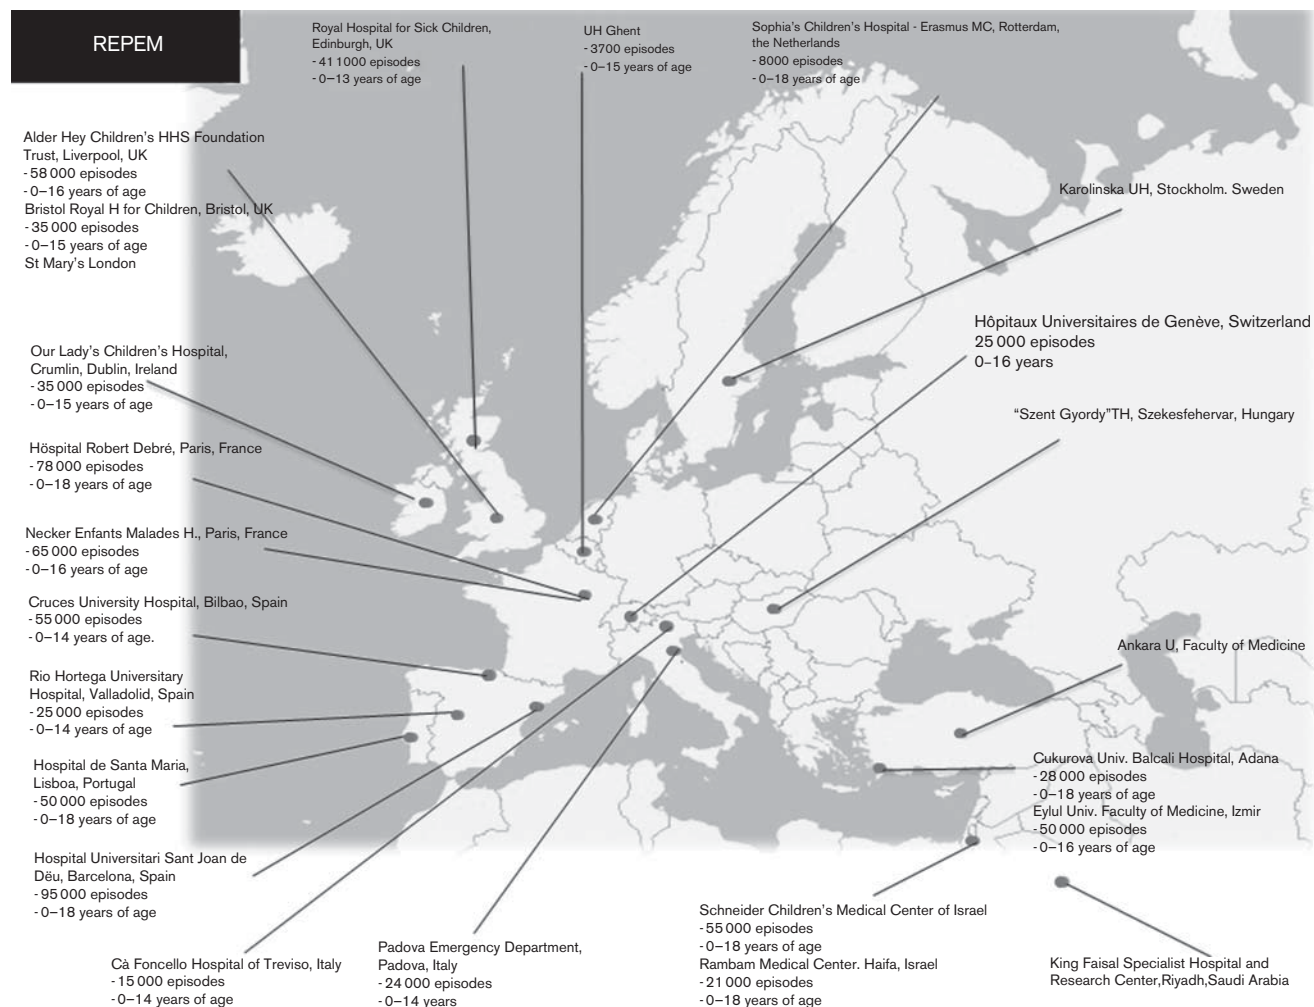 REPEM
Royal Hospital for Sick Children,
Edinburgh, UK
- 41 1000 episodes
- 0–13 years of age
UH Ghent
- 3700 episodes
- 0–15 years of age
Sophia's Children's Hospital - Erasmus MC, Rotterdam,
the Netherlands
- 8000 episodes
- 0–18 years of age
Alder Hey Children's HHS Foundation
Trust, Liverpool, UK
- 58 000 episodes
- 0–16 years of age
Bristol Royal H for Children, Bristol, UK
- 35 000 episodes
- 0–15 years of age
St Mary's London
Karolinska UH, Stockholm. Sweden
Hôpitaux Universitaires de Genève, Switzerland
25 000 episodes
0–16 years
Our Lady's Children's Hospital,
Crumlin, Dublin, Ireland
- 35 000 episodes
- 0–15 years of age
"Szent Gyordy"TH, Szekesfehervar, Hungary
Höspital Robert Debré, Paris, France
- 78 000 episodes
- 0–18 years of age
Necker Enfants Malades H., Paris, France
- 65 000 episodes
- 0–16 years of age
Cruces University Hospital, Bilbao, Spain
- 55 000 episodes
- 0–14 years of age.
Ankara U, Faculty of Medicine
Rio Hortega Universitary
Hospital, Valladolid, Spain
- 25 000 episodes
- 0–14 years of age
Hospital de Santa Maria,
Lisboa, Portugal
- 50 000 episodes
- 0–18 years of age
Cukurova Univ. Balcali Hospital, Adana
- 28 000 episodes
- 0–18 years of age
Eylul Univ. Faculty of Medicine, Izmir
- 50 000 episodes
- 0–16 years of age
Hospital Universitari Sant Joan de
Dëu, Barcelona, Spain
- 95 000 episodes
- 0–18 years of age
Cà Foncello Hospital of Treviso, Italy
- 15 000 episodes
- 0–14 years of age
Padova Emergency Department,
Padova, Italy
- 24 000 episodes
- 0–14 years
Schneider Children's Medical Center of Israel
- 55 000 episodes
- 0–18 years of age
Rambam Medical Center. Haifa, Israel
- 21 000 episodes
- 0–18 years of age
King Faisal Specialist Hospital and
Research Center,Riyadh,Saudi Arabia